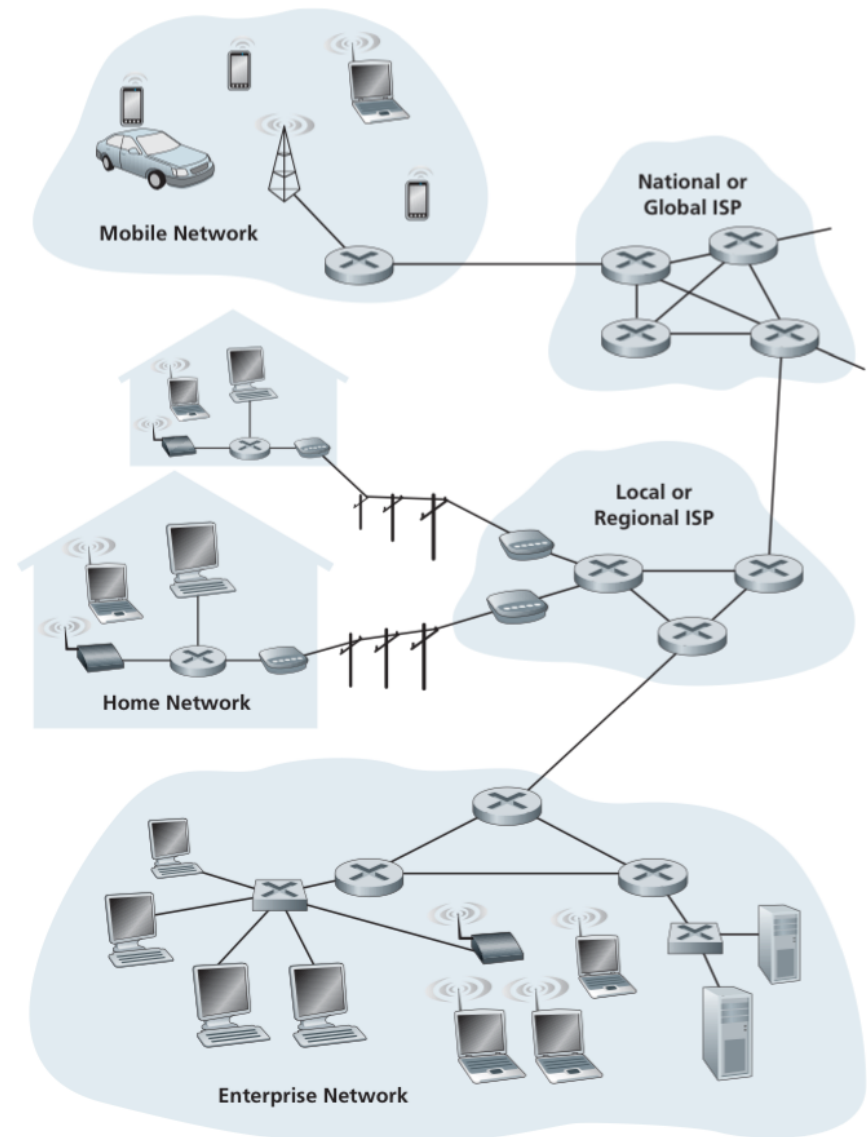 National or
Global ISP
Mobile Network
Local or
Regional ISP
Home Network
Enterprise Network